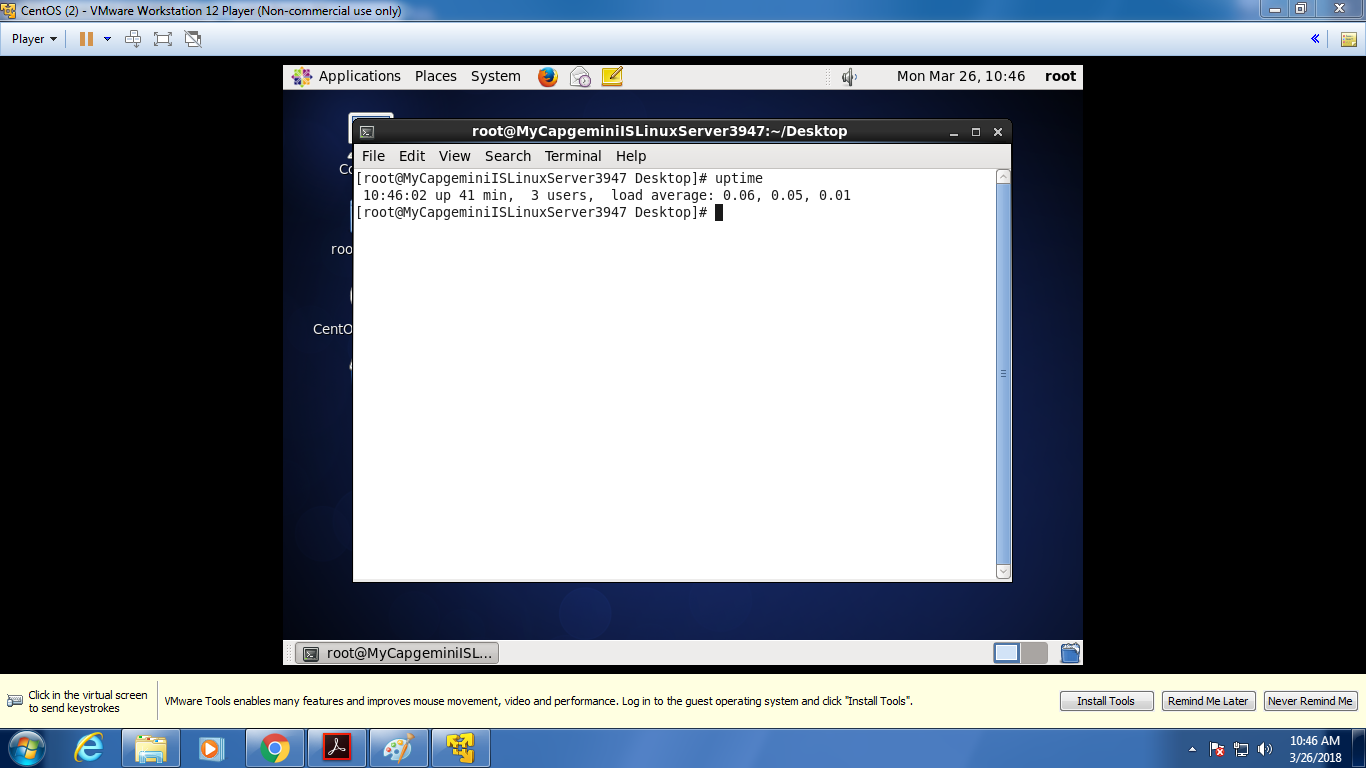 CentOS (2) - VMware Workstation 12 Player (Non-commercial use only)
Player
Applications Places System Mon Mar 26, 10:46 root
root@MyCapgeminiISLinuxServer3947:~/Desktop
File Edit View Search Terminal Help
[root@MyCapgeminiISLinuxServer3947 Desktop]# uptime
10:46:02 up 41 min,  3 users,  load average: 0.06, 0.05, 0.01
[root@MyCapgeminiISLinuxServer3947 Desktop]#
Co
roo
CentO
root@MyCapgeminiISL...
Click in the virtual screen
to send keystrokes
VMware Tools enables many features and improves mouse movement, video and performance. Log in to the guest operating system and click "Install Tools".
Install Tools Remind Me Later Never Remind Me
10:46 AM
3/26/2018